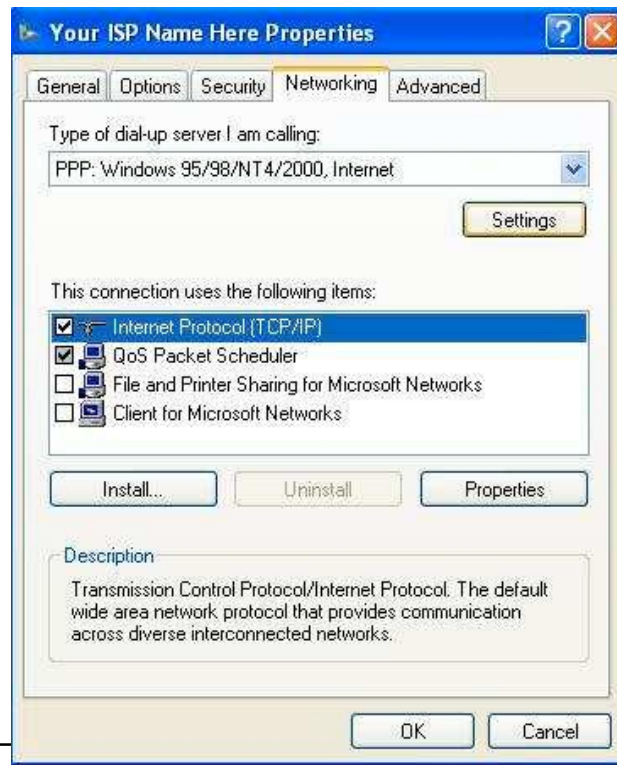 Your ISP Name Here Properties
General Options Security Networking Advanced
Type of dial-up server I am calling:
PPP: Windows 95/98/NT4/2000, Internet
Settings
This connection uses the following items:
Internet Protocol (TCP/IP)
QoS Packet Scheduler
File and Printer Sharing for Microsoft Networks
Client for Microsoft Networks
Install... Uninstall Properties
Description
Transmission Control Protocol/Internet Protocol. The default
wide area network protocol that provides communication
across diverse interconnected networks.
OK Cancel